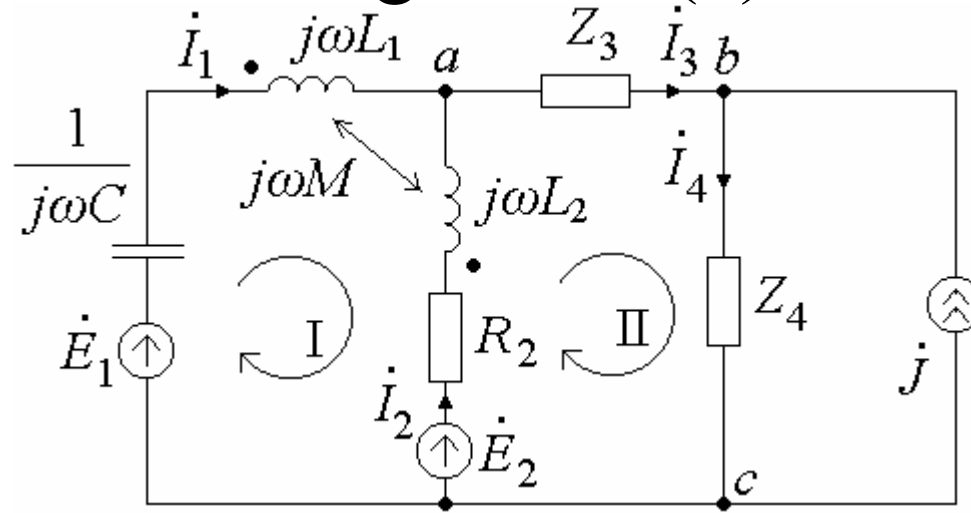 İ₁
jωL₁
a
Z₃
İ₃
b
1
jωC
jωM
jωL₂
İ₄
Ė₁
I
R₂
II
Z₄
J̇
İ₂
Ė₂
c